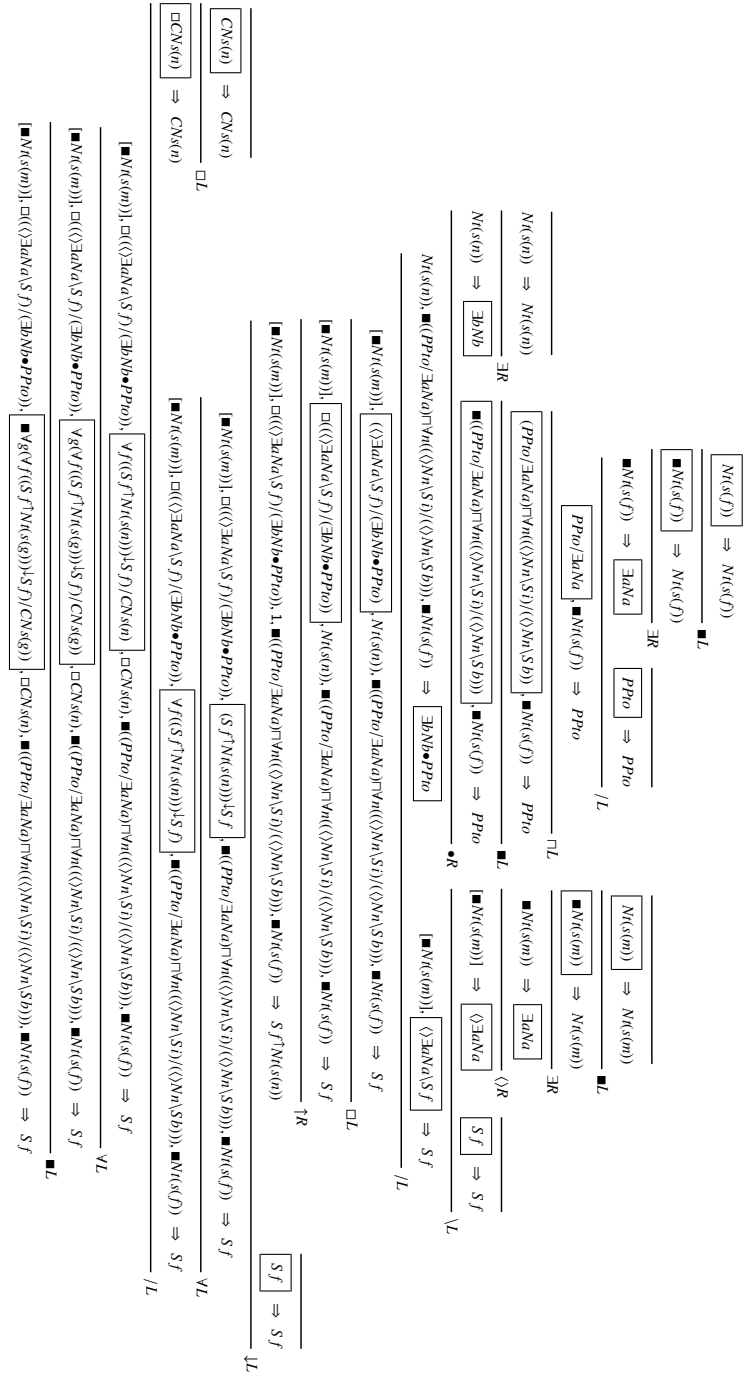 Nt(s(f)) ⇒ Nt(s(f))
■L
■Nt(s(f)) ⇒ Nt(s(f))
∃R
■Nt(s(f)) ⇒ ∃aNa PPto ⇒ PPto
/L
PPto/∃aNa, ■Nt(s(f)) ⇒ PPto
⊓L
Nt(s(m)) ⇒ Nt(s(m))
■L
■Nt(s(m)) ⇒ Nt(s(m))
∃R
Nt(s(n)) ⇒ Nt(s(n))
∃R
(PPto/∃aNa)⊓∀n((⟨⟩Nn\Si)/(⟨⟩Nn\Sb)), ■Nt(s(f)) ⇒ PPto
■L
■Nt(s(m)) ⇒ ∃aNa
⟨⟩R
Nt(s(n)) ⇒ ∃bNb ■((PPto/∃aNa)⊓∀n((⟨⟩Nn\Si)/(⟨⟩Nn\Sb))), ■Nt(s(f)) ⇒ PPto
•R
[■Nt(s(m))] ⇒ ⟨⟩∃aNa Sf ⇒ Sf
\L
Nt(s(n)), ■((PPto/∃aNa)⊓∀n((⟨⟩Nn\Si)/(⟨⟩Nn\Sb))), ■Nt(s(f)) ⇒ ∃bNb•PPto [■Nt(s(m))], ⟨⟩∃aNa\Sf ⇒ Sf
/L
[■Nt(s(m))], ((⟨⟩∃aNa\Sf)/(∃bNb•PPto)), Nt(s(n)), ■((PPto/∃aNa)⊓∀n((⟨⟩Nn\Si)/(⟨⟩Nn\Sb))), ■Nt(s(f)) ⇒ Sf
□L
[■Nt(s(m))], □((⟨⟩∃aNa\Sf)/(∃bNb•PPto)), Nt(s(n)), ■((PPto/∃aNa)⊓∀n((⟨⟩Nn\Si)/(⟨⟩Nn\Sb))), ■Nt(s(f)) ⇒ Sf
↑R
[■Nt(s(m))], □((⟨⟩∃aNa\Sf)/(∃bNb•PPto)), 1, ■((PPto/∃aNa)⊓∀n((⟨⟩Nn\Si)/(⟨⟩Nn\Sb))), ■Nt(s(f)) ⇒ Sf↑Nt(s(n)) Sf ⇒ Sf
↓L
CNs(n) ⇒ CNs(n)
□L
[■Nt(s(m))], □((⟨⟩∃aNa\Sf)/(∃bNb•PPto)), (Sf↑Nt(s(n)))↓Sf, ■((PPto/∃aNa)⊓∀n((⟨⟩Nn\Si)/(⟨⟩Nn\Sb))), ■Nt(s(f)) ⇒ Sf
∀L
□CNs(n) ⇒ CNs(n) [■Nt(s(m))], □((⟨⟩∃aNa\Sf)/(∃bNb•PPto)), ∀f((Sf↑Nt(s(n)))↓Sf), ■((PPto/∃aNa)⊓∀n((⟨⟩Nn\Si)/(⟨⟩Nn\Sb))), ■Nt(s(f)) ⇒ Sf
/L
[■Nt(s(m))], □((⟨⟩∃aNa\Sf)/(∃bNb•PPto)), ∀f((Sf↑Nt(s(n)))↓Sf)/CNs(n), □CNs(n), ■((PPto/∃aNa)⊓∀n((⟨⟩Nn\Si)/(⟨⟩Nn\Sb))), ■Nt(s(f)) ⇒ Sf
∀L
[■Nt(s(m))], □((⟨⟩∃aNa\Sf)/(∃bNb•PPto)), ∀g(∀f((Sf↑Nt(s(g)))↓Sf)/CNs(g)), □CNs(n), ■((PPto/∃aNa)⊓∀n((⟨⟩Nn\Si)/(⟨⟩Nn\Sb))), ■Nt(s(f)) ⇒ Sf
■L
[■Nt(s(m))], □((⟨⟩∃aNa\Sf)/(∃bNb•PPto)), ■∀g(∀f((Sf↑Nt(s(g)))↓Sf)/CNs(g)), □CNs(n), ■((PPto/∃aNa)⊓∀n((⟨⟩Nn\Si)/(⟨⟩Nn\Sb))), ■Nt(s(f)) ⇒ Sf